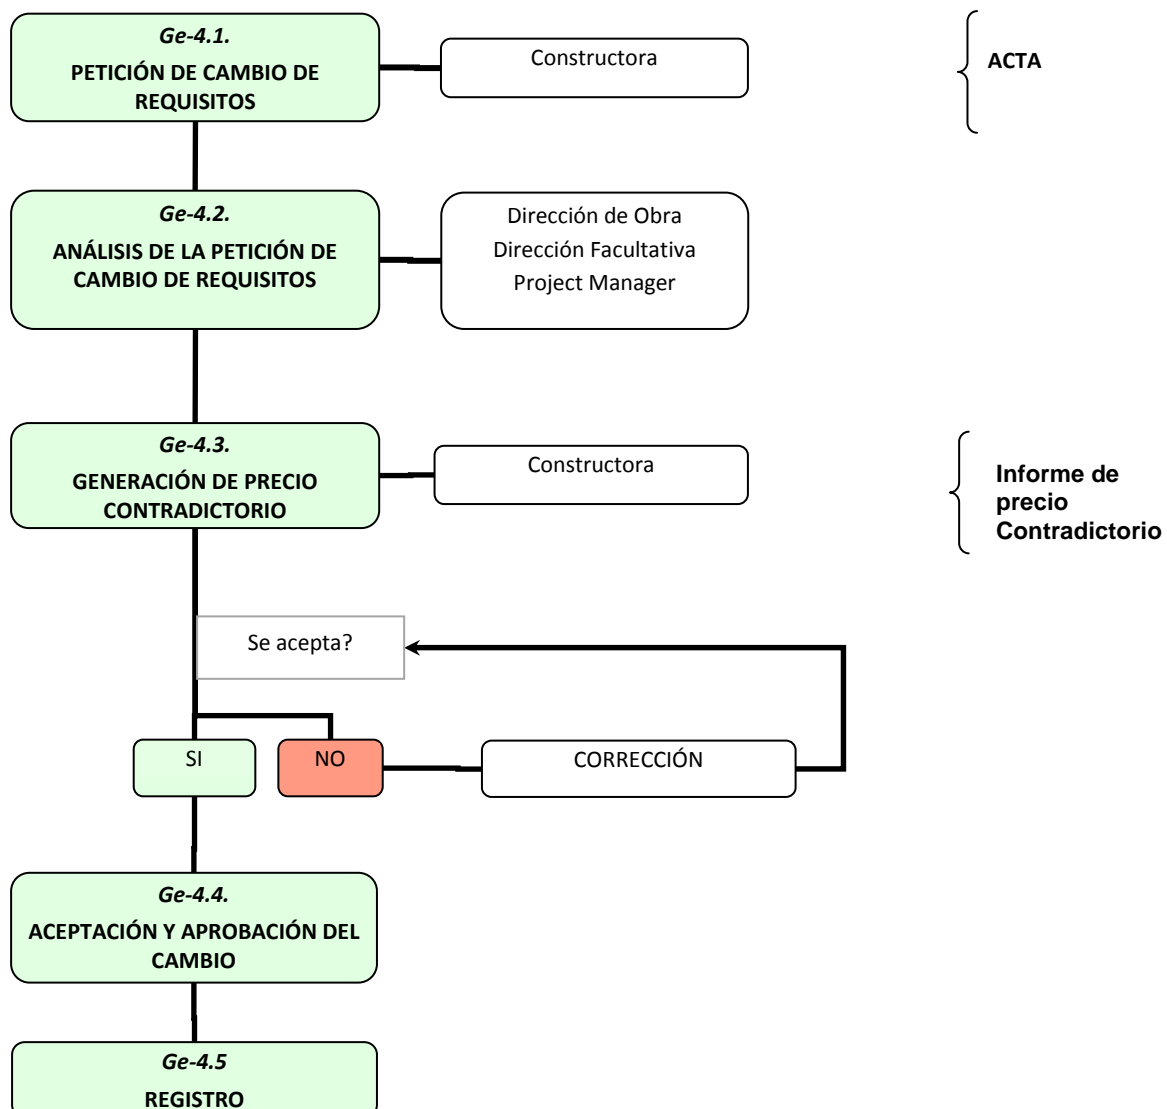 Ge-4.1.
PETICIÓN DE CAMBIO DE
REQUISITOS
Constructora
ACTA
Ge-4.2.
ANÁLISIS DE LA PETICIÓN DE
CAMBIO DE REQUISITOS
Dirección de Obra
Dirección Facultativa
Project Manager
Ge-4.3.
GENERACIÓN DE PRECIO
CONTRADICTORIO
Constructora
Informe de
precio
Contradictorio
Se acepta?
SI
NO
CORRECCIÓN
Ge-4.4.
ACEPTACIÓN Y APROBACIÓN DEL
CAMBIO
Ge-4.5
REGISTRO